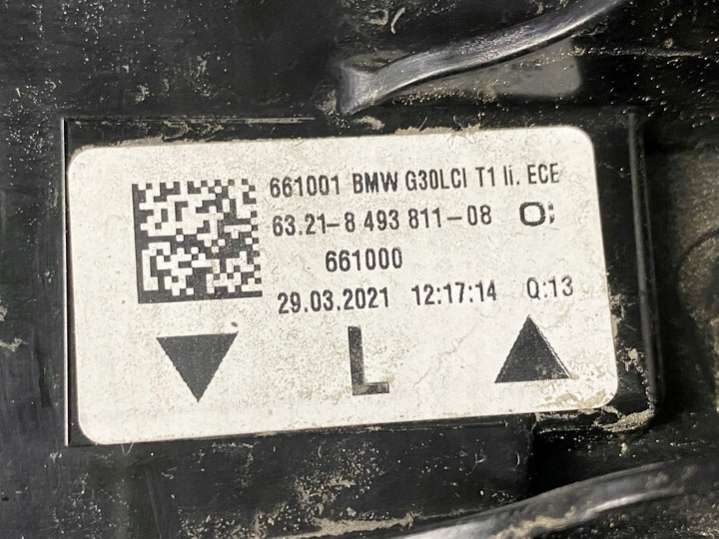 661001 BMW G30LCI T1 li. ECE
63.21-8 493 811-08 O;
661000
29.03.2021 12:17:14 Q:13
L